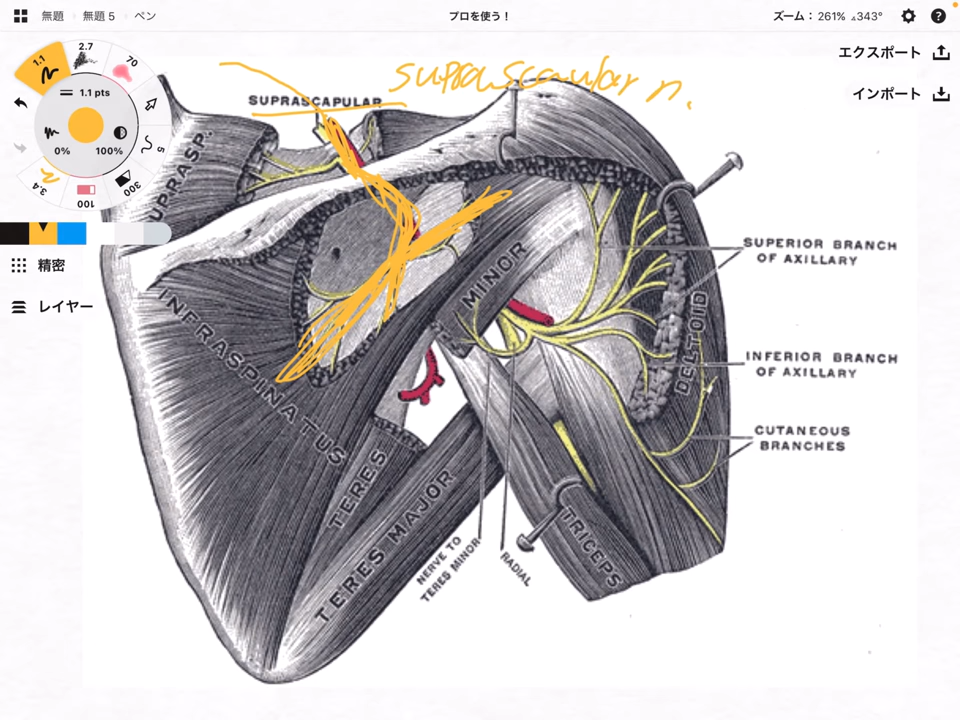 無題 無題 5 ペン
プロを使う！
ズーム： 261% ⊿343°
エクスポート
インポート
1.1
2.7
70
1.1 pts
0%
100%
5
300
100
3.4
精密
レイヤー
suprascapular n.
SUPRASCAPULAR
UPRASP.
INFRASPINATUS
MINOR
TERES
TERES MAJOR
DELTOID
TRICEPS
SUPERIOR BRANCH
OF AXILLARY
INFERIOR BRANCH
OF AXILLARY
CUTANEOUS
BRANCHES
NERVE TO
TERES MINOR
RADIAL